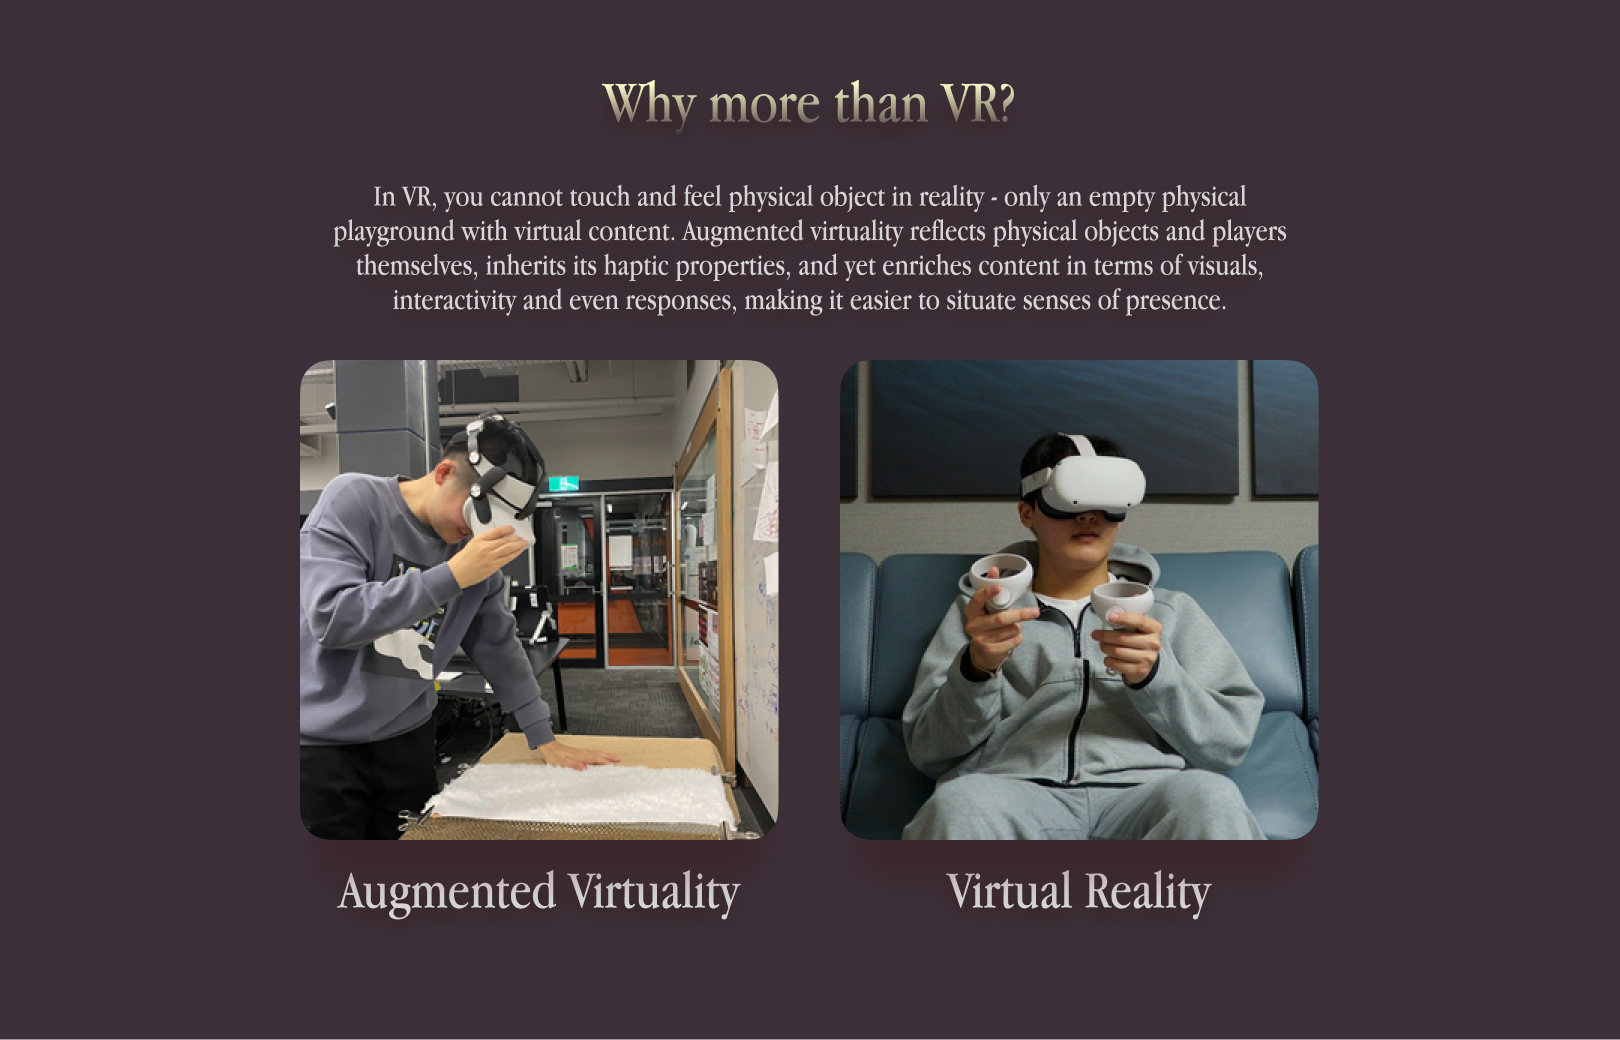 Why more than VR?
In VR, you cannot touch and feel physical object in reality - only an empty physical
playground with virtual content. Augmented virtuality reflects physical objects and players
themselves, inherits its haptic properties, and yet enriches content in terms of visuals,
interactivity and even responses, making it easier to situate senses of presence.
Augmented Virtuality
Virtual Reality